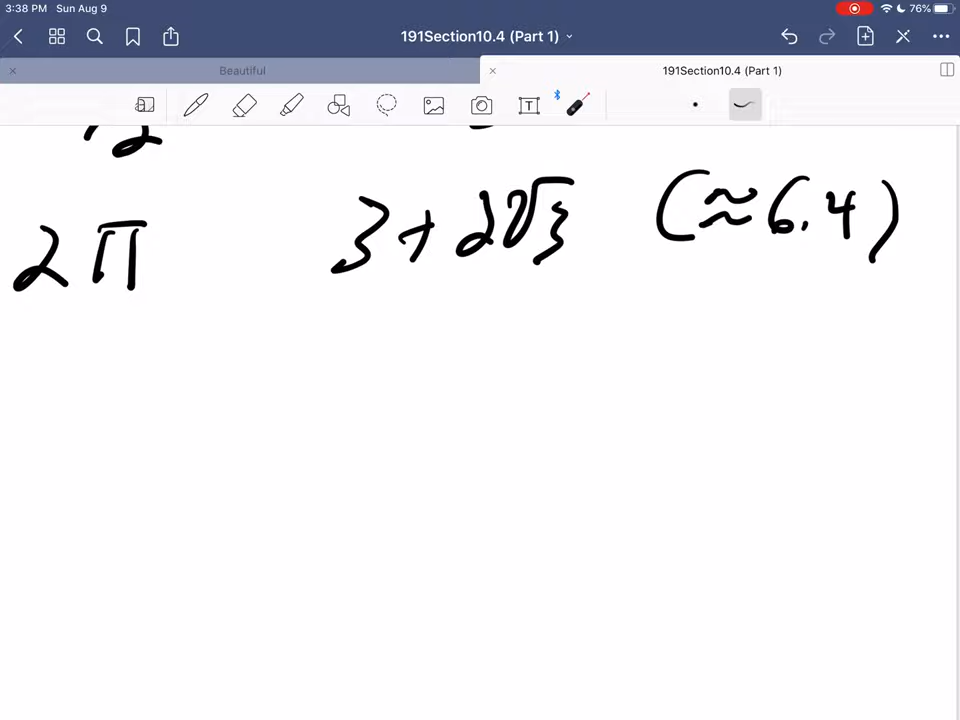 3:38 PM Sun Aug 9 76%
191Section10.4 (Part 1)
Beautiful 191Section10.4 (Part 1)
T
2π 3+2√3 (≈6.4)